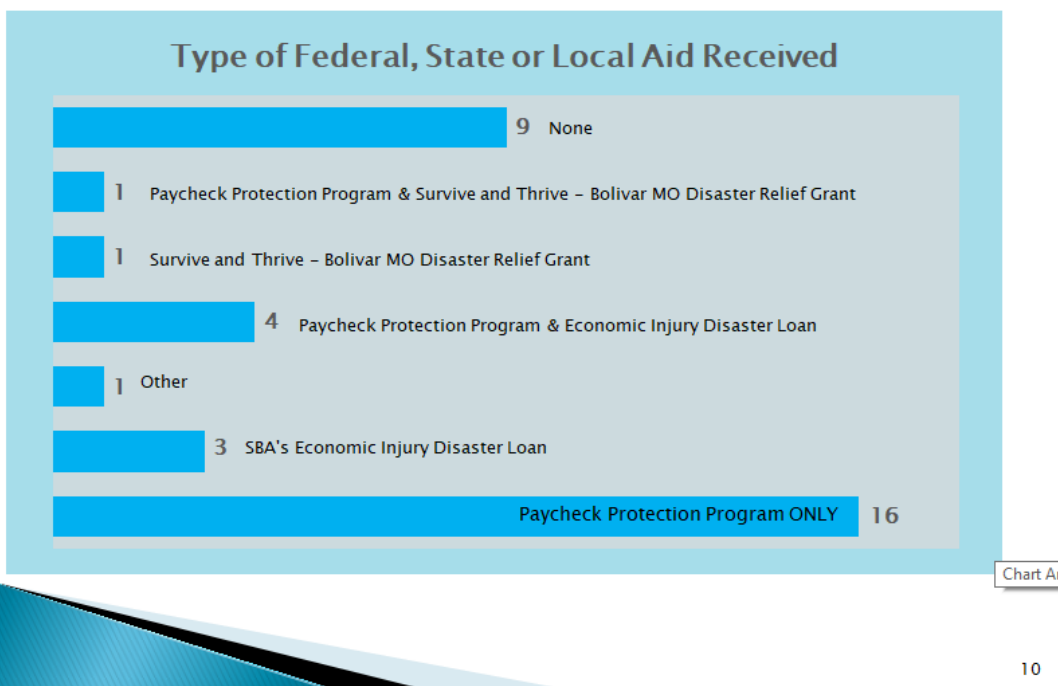 Type of Federal, State or Local Aid Received
9 None
1 Paycheck Protection Program & Survive and Thrive – Bolivar MO Disaster Relief Grant
1 Survive and Thrive – Bolivar MO Disaster Relief Grant
4 Paycheck Protection Program & Economic Injury Disaster Loan
1 Other
3 SBA's Economic Injury Disaster Loan
Paycheck Protection Program ONLY 16
Chart
10